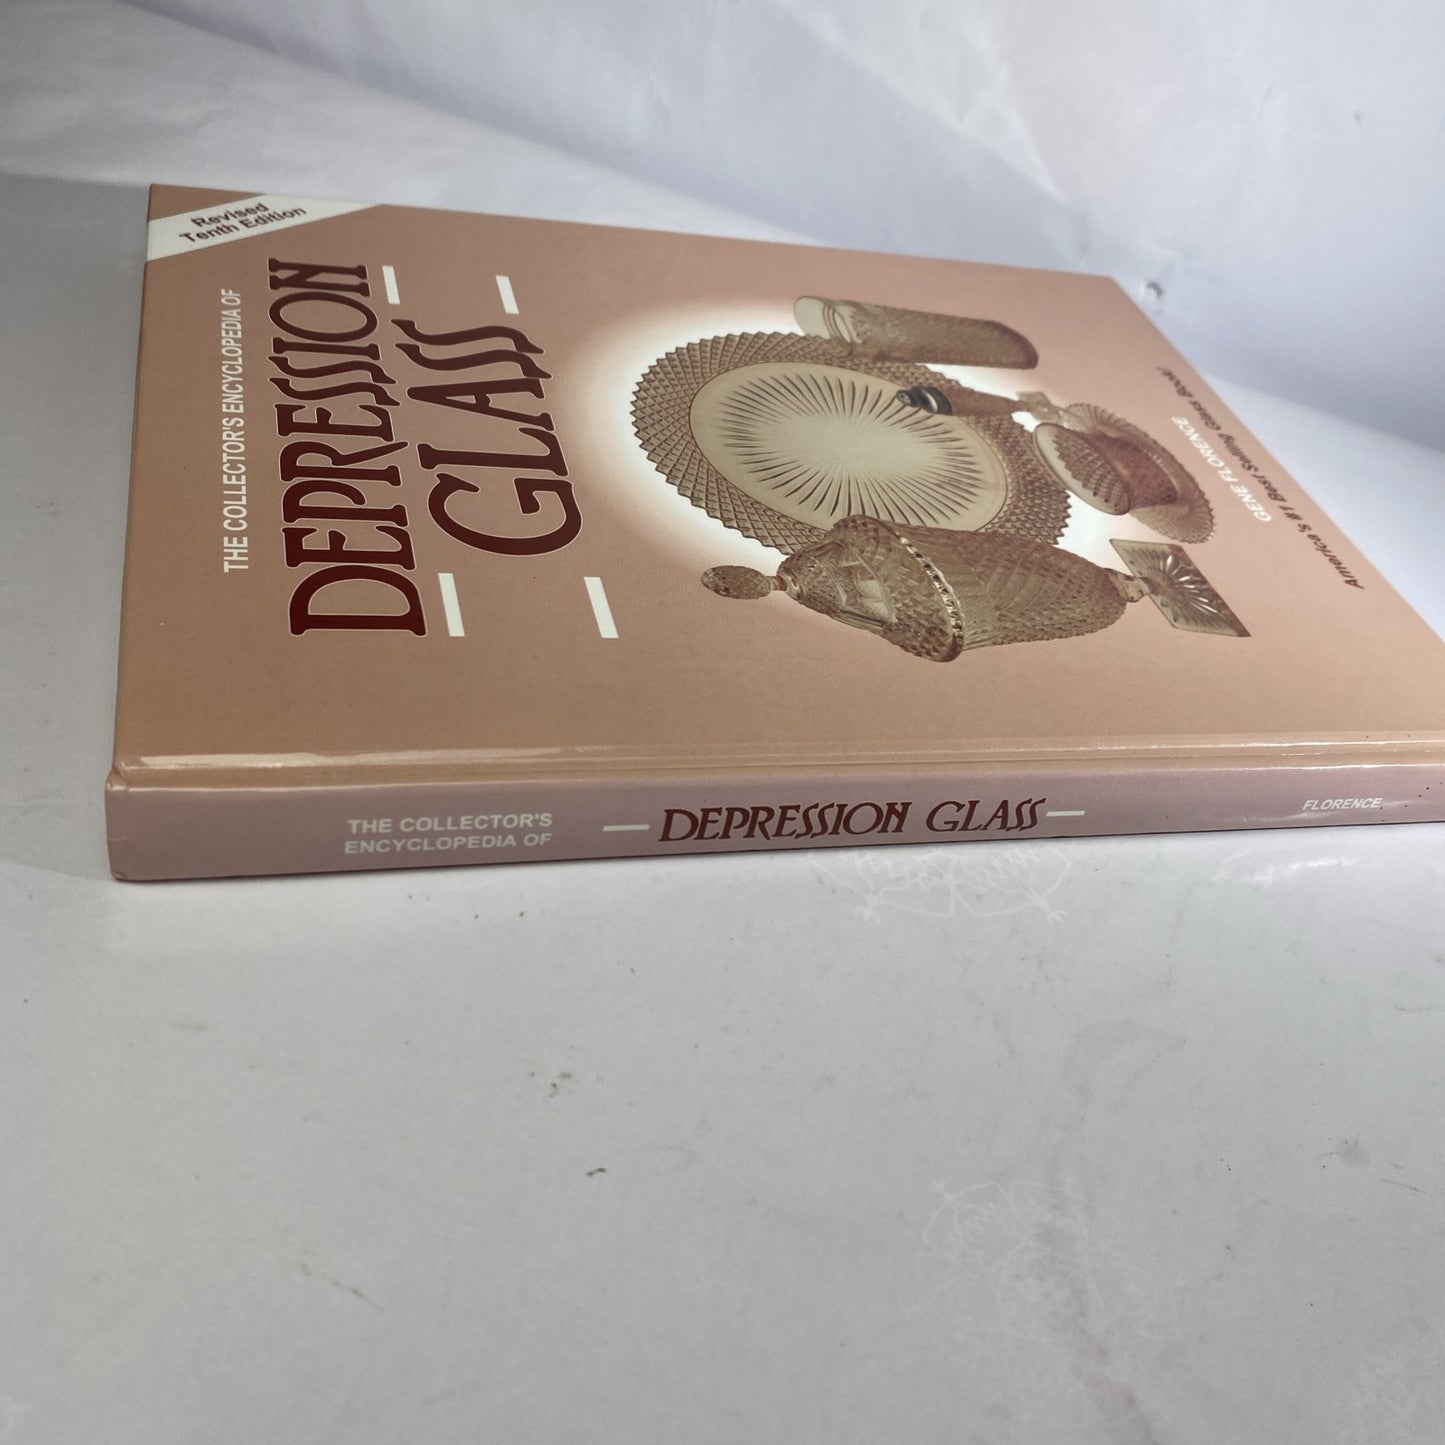 Revised
Tenth Edition
THE COLLECTOR'S ENCYCLOPEDIA OF
DEPRESSION
GLASS
GENE FLORENCE
America's #1 Best Selling Glass Book!
THE COLLECTOR'S
ENCYCLOPEDIA OF
DEPRESSION GLASS
FLORENCE